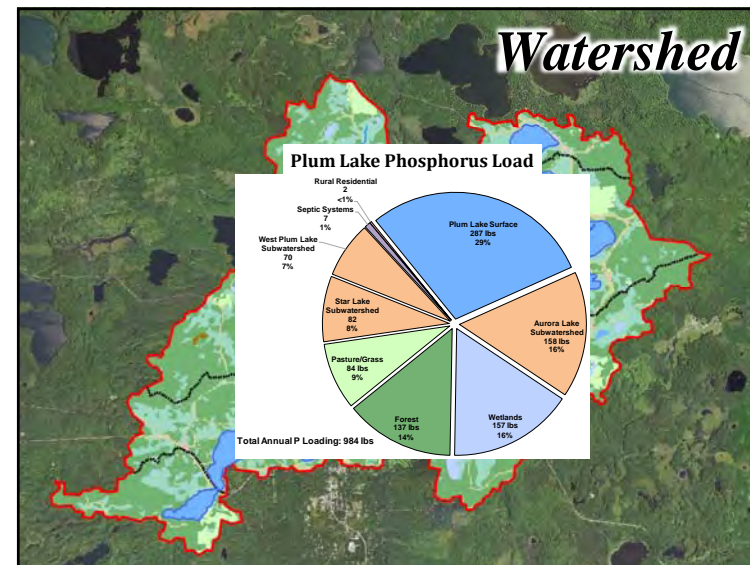 Watershed
Plum Lake Phosphorus Load
Rural Residential
2
<1%
Septic Systems
7
1%
West Plum Lake
Subwatershed
70
7%
Star Lake
Subwatershed
82
8%
Pasture/Grass
84 lbs
9%
Forest
137 lbs
14%
Wetlands
157 lbs
16%
Aurora Lake
Subwatershed
158 lbs
16%
Plum Lake Surface
287 lbs
29%
Total Annual P Loading: 984 lbs